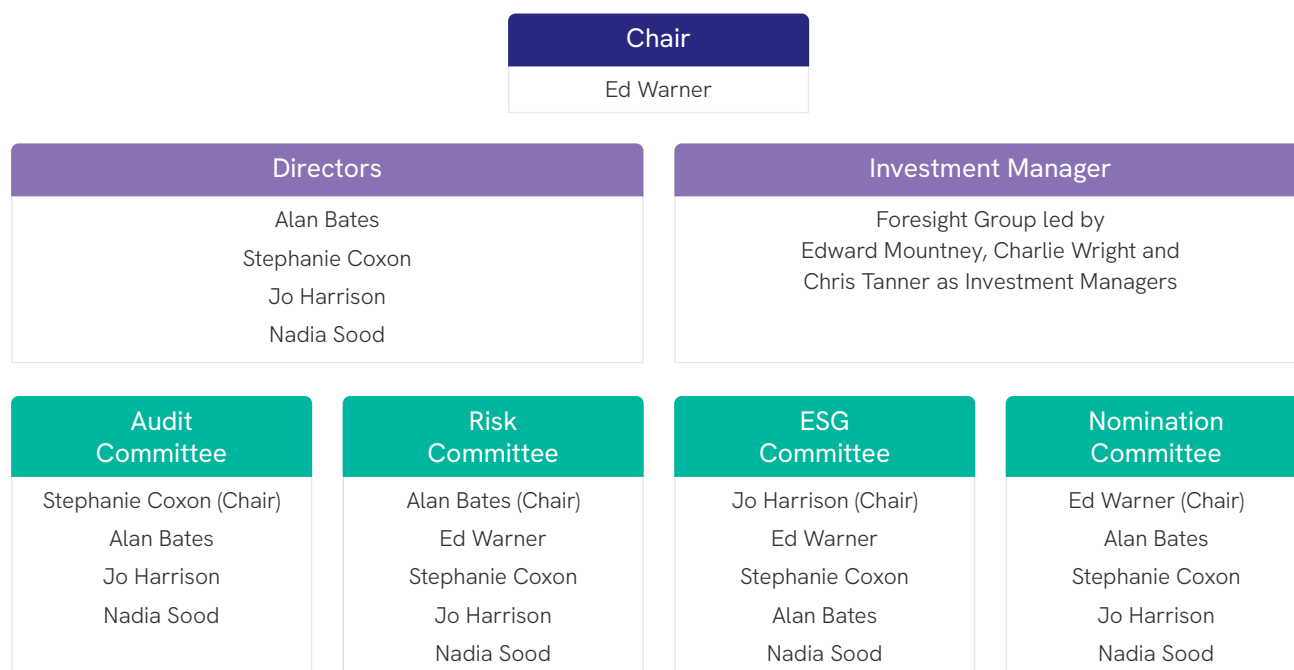 Chair
Ed Warner
Directors
Alan Bates
Stephanie Coxon
Jo Harrison
Nadia Sood
Investment Manager
Foresight Group led by
Edward Mountney, Charlie Wright and
Chris Tanner as Investment Managers
Audit
Committee
Stephanie Coxon (Chair)
Alan Bates
Jo Harrison
Nadia Sood
Risk
Committee
Alan Bates (Chair)
Ed Warner
Stephanie Coxon
Jo Harrison
Nadia Sood
ESG
Committee
Jo Harrison (Chair)
Ed Warner
Stephanie Coxon
Alan Bates
Nadia Sood
Nomination
Committee
Ed Warner (Chair)
Alan Bates
Stephanie Coxon
Jo Harrison
Nadia Sood